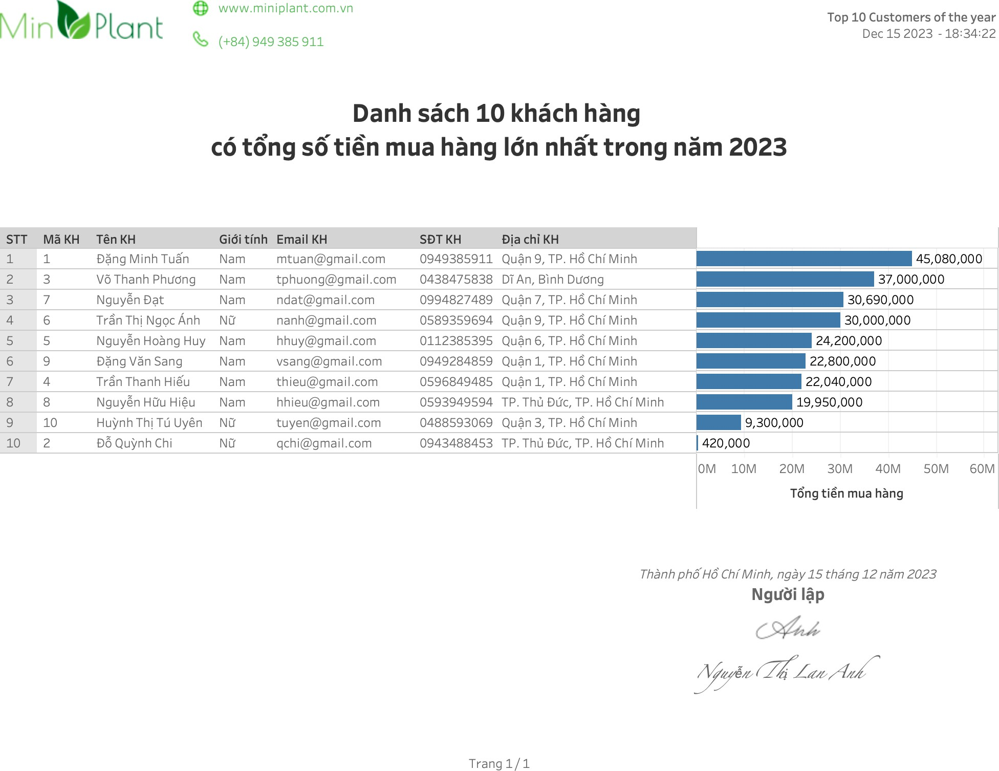 Mini Plant
www.miniplant.com.vn
(+84) 949 385 911
Top 10 Customers of the year
Dec 15 2023 - 18:34:22
Danh sách 10 khách hàng
có tổng số tiền mua hàng lớn nhất trong năm 2023
STT Mã KH Tên KH Giới tính Email KH SĐT KH Địa chỉ KH
1 1 Đặng Minh Tuấn Nam mtuan@gmail.com 0949385911 Quận 9, TP. Hồ Chí Minh 45,080,000
2 3 Võ Thanh Phương Nam tphuong@gmail.com 0438475838 Dĩ An, Bình Dương 37,000,000
3 7 Nguyễn Đạt Nam ndat@gmail.com 0994827489 Quận 7, TP. Hồ Chí Minh 30,690,000
4 6 Trần Thị Ngọc Ánh Nữ nanh@gmail.com 0589359694 Quận 9, TP. Hồ Chí Minh 30,000,000
5 5 Nguyễn Hoàng Huy Nam hhuy@gmail.com 0112385395 Quận 6, TP. Hồ Chí Minh 24,200,000
6 9 Đặng Văn Sang Nam vsang@gmail.com 0949284859 Quận 1, TP. Hồ Chí Minh 22,800,000
7 4 Trần Thanh Hiếu Nam thieu@gmail.com 0596849485 Quận 1, TP. Hồ Chí Minh 22,040,000
8 8 Nguyễn Hữu Hiệu Nam hhieu@gmail.com 0593949594 TP. Thủ Đức, TP. Hồ Chí Minh 19,950,000
9 10 Huỳnh Thị Tú Uyên Nữ tuyen@gmail.com 0488593069 Quận 3, TP. Hồ Chí Minh 9,300,000
10 2 Đỗ Quỳnh Chi Nữ qchi@gmail.com 0943488453 TP. Thủ Đức, TP. Hồ Chí Minh 420,000
0M 10M 20M 30M 40M 50M 60M
Tổng tiền mua hàng
Thành phố Hồ Chí Minh, ngày 15 tháng 12 năm 2023
Người lập
Anh
Nguyễn Thị Lan Anh
Trang 1 / 1